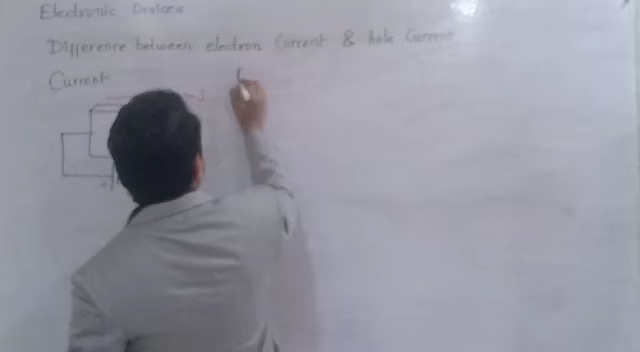 Electronic Devices
Difference between electron Current & hole Current
Current
I
+